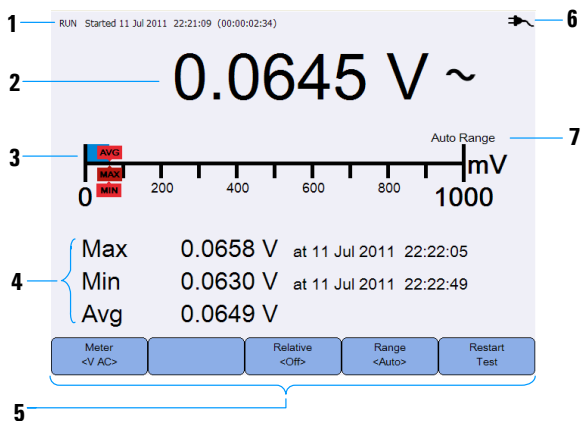 1 RUN Started 11 Jul 2011 22:21:09 (00:00:02:34) 6
2 0.0645 V ~
Auto Range 7
3 AVG
MAX
MIN
0 200 400 600 800 1000 mV
Max 0.0658 V at 11 Jul 2011 22:22:05
4 Min 0.0630 V at 11 Jul 2011 22:22:49
Avg 0.0649 V
Meter Relative Range Restart
<V AC> <Off> <Auto> Test
5